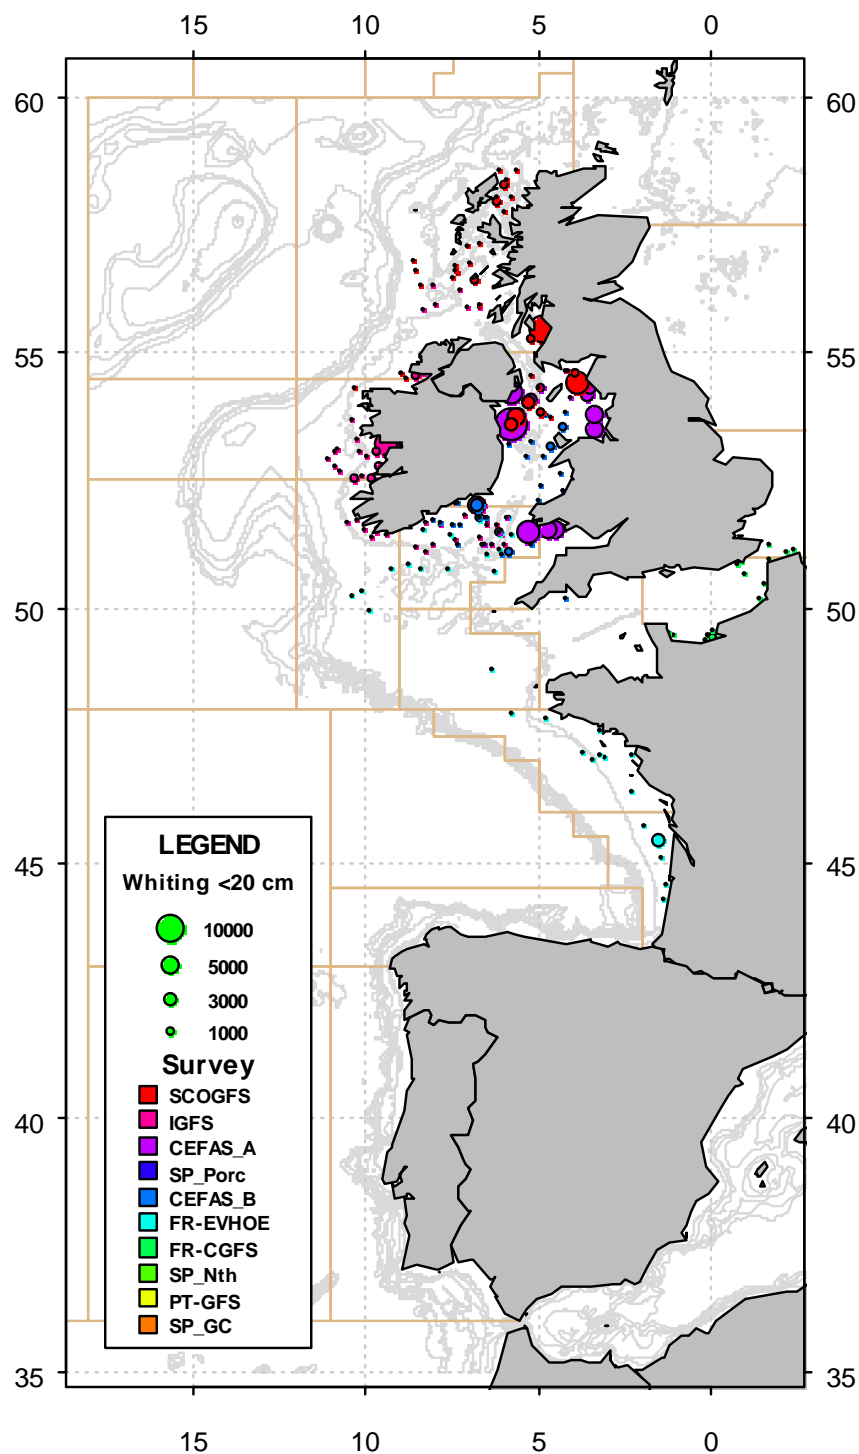 15 10 5 0
60 60
55 55
50 50
45 45
LEGEND
Whiting <20 cm
10000
5000
3000
1000
Survey
SCOGFS
IGFS
CEFAS_A
SP_Porc
CEFAS_B
FR-EVHOE
FR-CGFS
SP_Nth
PT-GFS
SP_GC
40 40
35 35
15 10 5 0